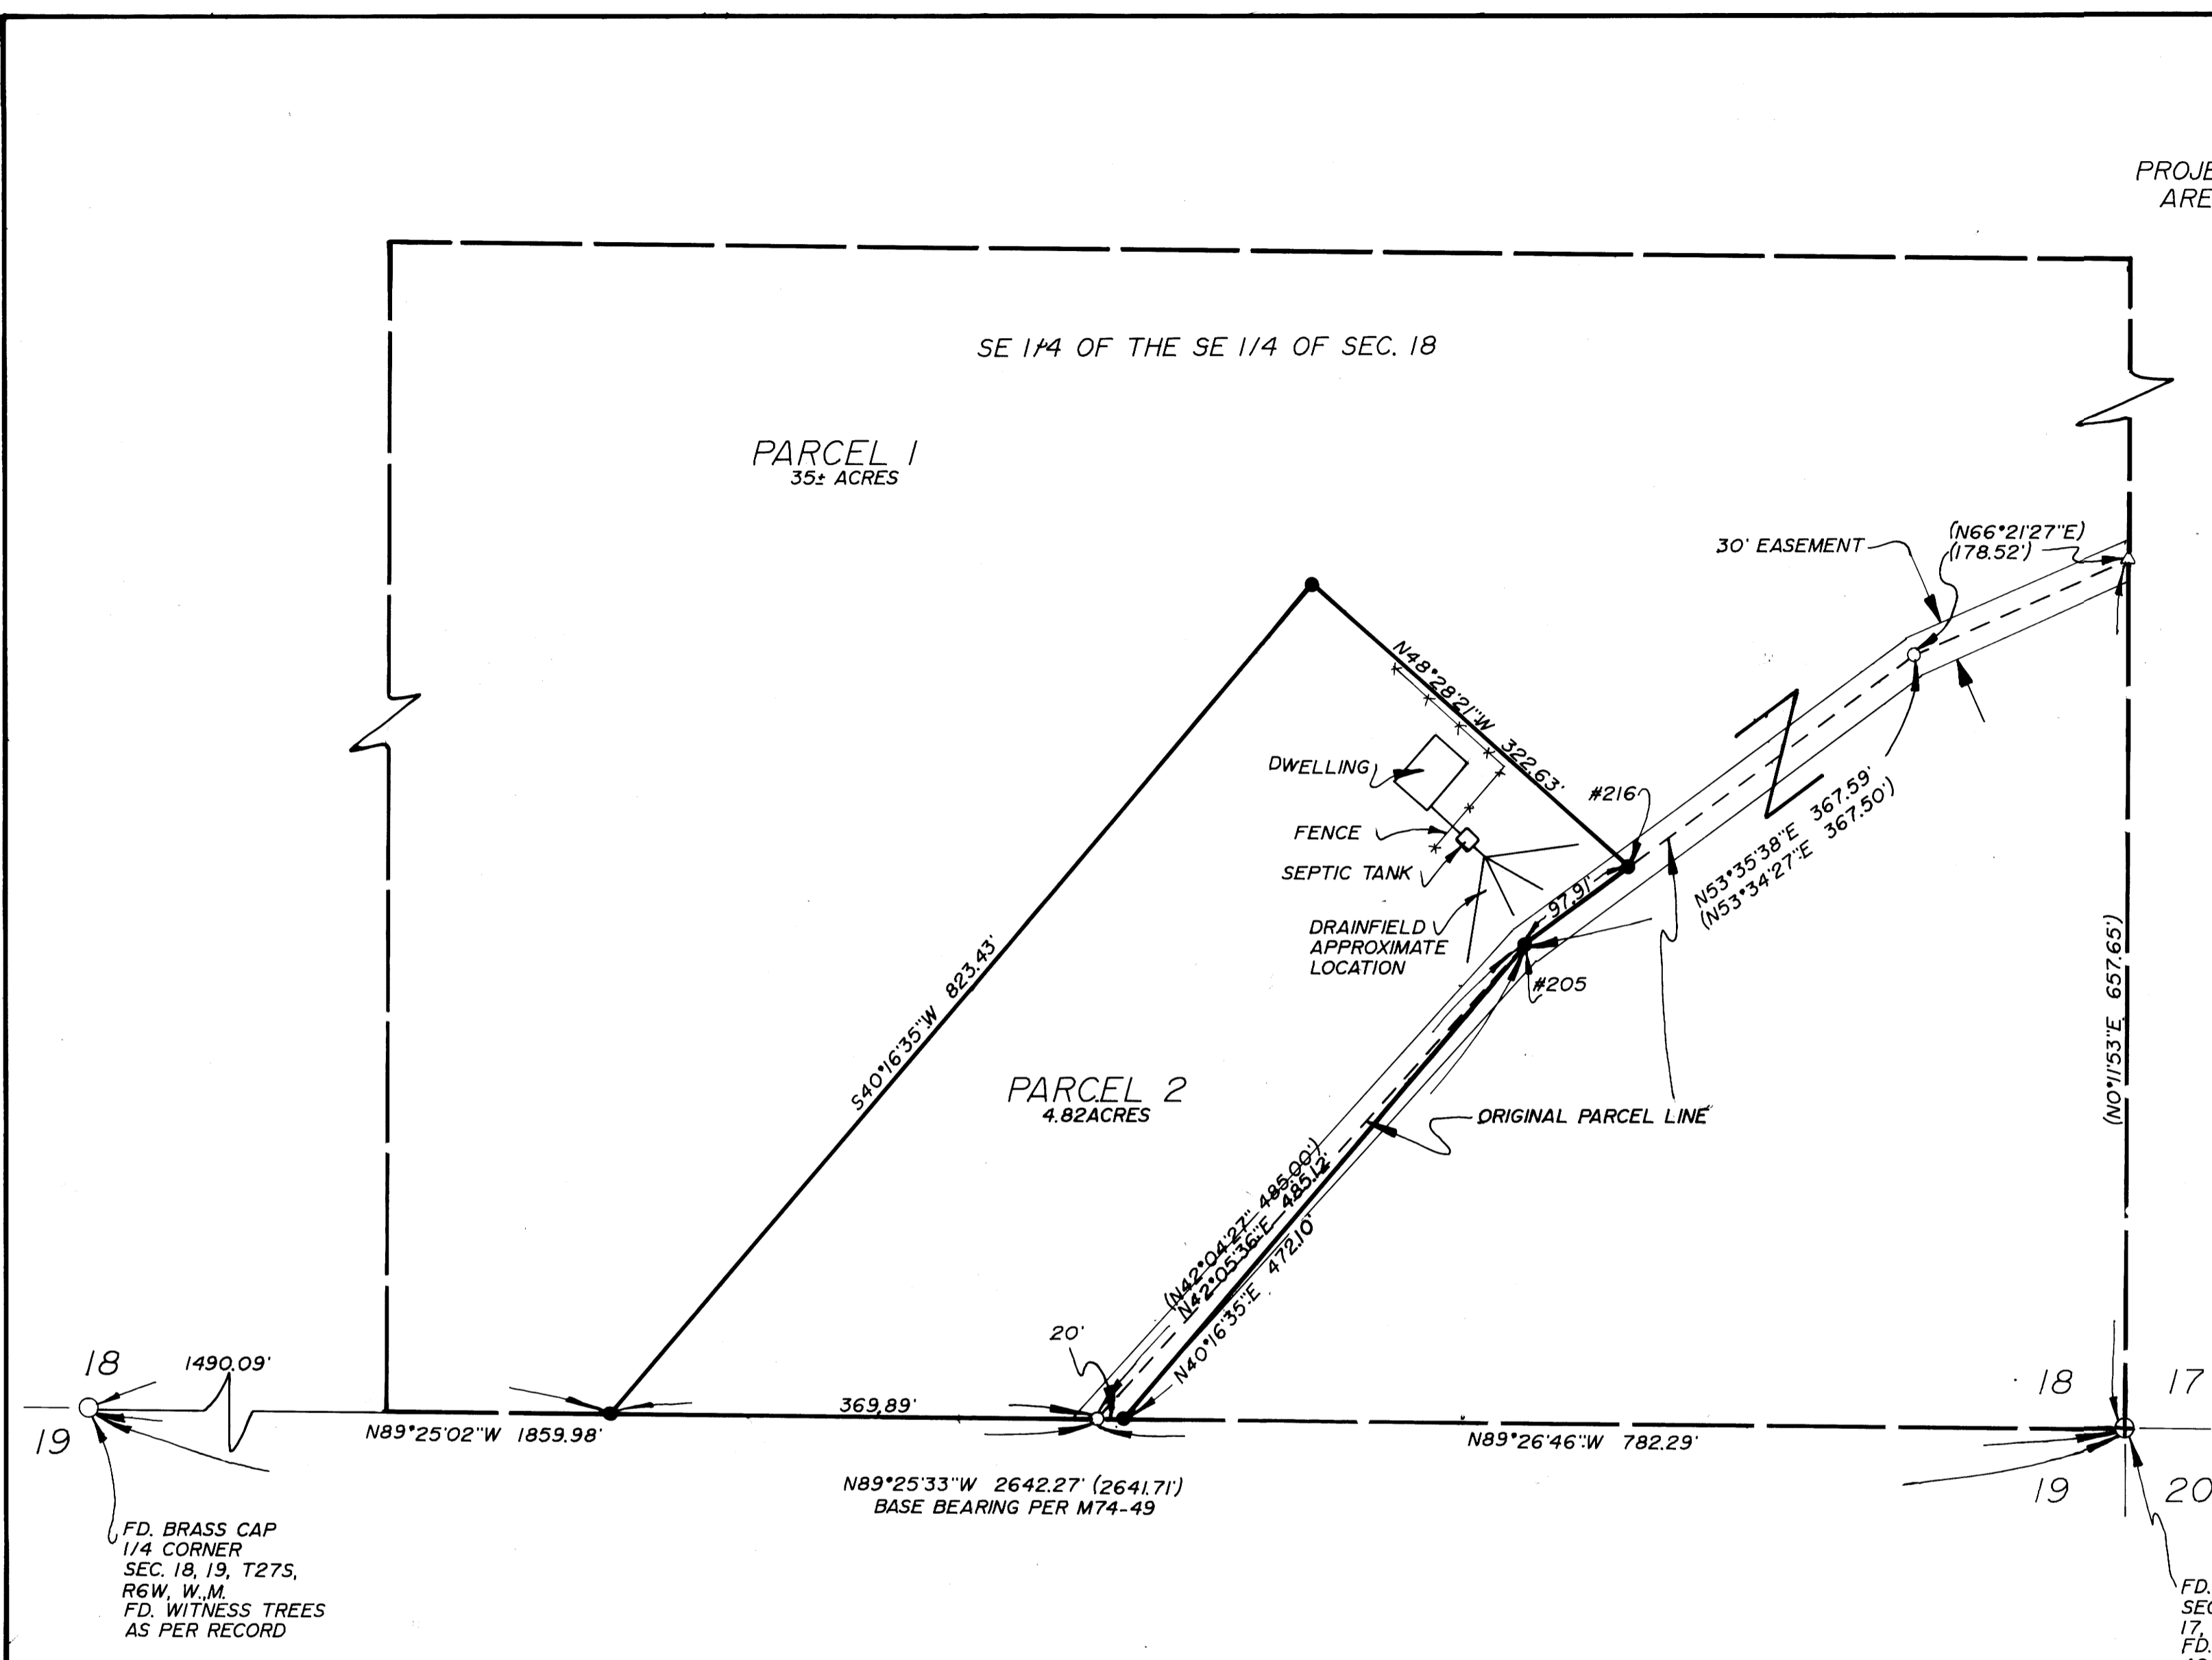 PROJE
ARE
SE 1/4 OF THE SE 1/4 OF SEC. 18
PARCEL 1
35± ACRES
30' EASEMENT
(N66°21'27"E)
(178.52')
N48°28'21"W 322.63'
DWELLING
#216
FENCE
SEPTIC TANK
97.91'
DRAINFIELD
APPROXIMATE
LOCATION
#205
N53°35'38"E 367.59'
(N53°34'27"E 367.50')
(N0°11'53"E 657.65')
S40°16'35"W 823.43'
PARCEL 2
4.82ACRES
ORIGINAL PARCEL LINE
(N42°04'27" 485.00')
N42°05'36"E 485.12'
N40°16'35"E 472.10'
20'
18
1490.09'
19
N89°25'02"W 1859.98'
369.89'
N89°26'46"W 782.29'
18
17
19
20
N89°25'33"W 2642.27' (2641.71')
BASE BEARING PER M74-49
FD. BRASS CAP
1/4 CORNER
SEC. 18, 19, T27S,
R6W, W.M.
FD. WITNESS TREES
AS PER RECORD
FD.
SEC
17,
FD.